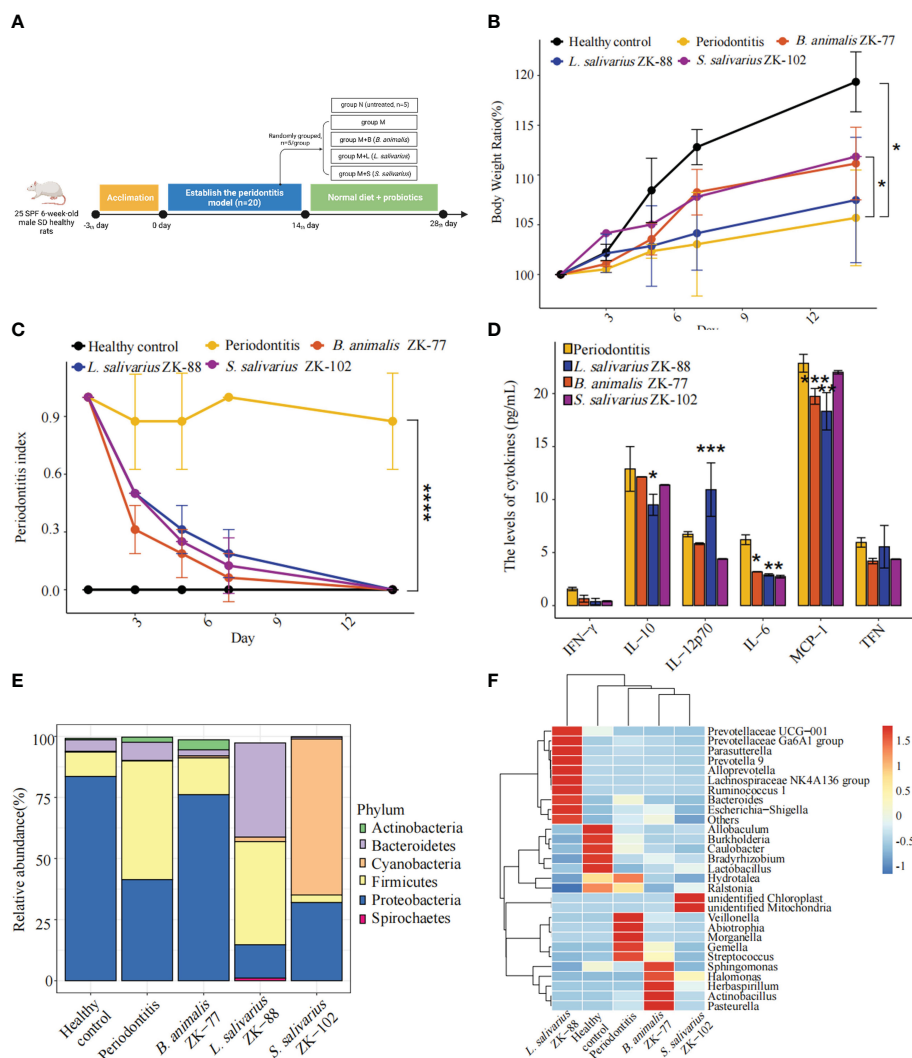 A
group N (untreated, n=5)
group M
group M+B (B. animalis)
group M+L (L. salivarius)
group M+S (S. salivarius)
Randomly grouped,
n=5/group
Acclimation
Establish the peridontitis
model (n=20)
Normal diet + probiotics
25 SPF 6-week-old
male SD healthy
rats
-3th day
0 day
14th day
28th day
B
Healthy control
Periodontitis
B. animalis ZK-77
L. salivarius ZK-88
S. salivarius ZK-102
Body Weight Ratio(%)
120
115
110
105
100
*
*
3
6
9
12
Day
C
Healthy control
Periodontitis
B. animalis ZK-77
L. salivarius ZK-88
S. salivarius ZK-102
Periodontitis index
0.9
0.6
0.3
0.0
****
3
6
9
12
Day
D
Periodontitis
L. salivarius ZK-88
B. animalis ZK-77
S. salivarius ZK-102
The levels of cytokines (pg/mL)
20
15
10
5
0
*
***
*
**
***
**
IFN-γ
IL-10
IL-12p70
IL-6
MCP-1
TFN
E
Relative abundance(%)
100
75
50
25
0
Phylum
Actinobacteria
Bacteroidetes
Cyanobacteria
Firmicutes
Proteobacteria
Spirochaetes
Healthy
control
Periodontitis
B. animalis
ZK-77
L. salivarius
ZK-88
S. salivarius
ZK-102
F
Prevotellaceae UCG-001
Prevotellaceae Ga6A1 group
Parasutterella
Prevotella 9
Alloprevotella
Lachnospiraceae NK4A136 group
Ruminococcus 1
Bacteroides
Escherichia-Shigella
Others
Allobaculum
Burkholderia
Caulobacter
Bradyrhizobium
Lactobacillus
Hydrotalea
Ralstonia
unidentified Chloroplast
unidentified Mitochondria
Veillonella
Abiotrophia
Morganella
Gemella
Streptococcus
Sphingomonas
Halomonas
Herbaspirillum
Actinobacillus
Pasteurella
1.5
1
0.5
0
-0.5
-1
L. salivarius
ZK-88
Healthy
control
Periodontitis
B. animalis
ZK-77
S. salivarius
ZK-102